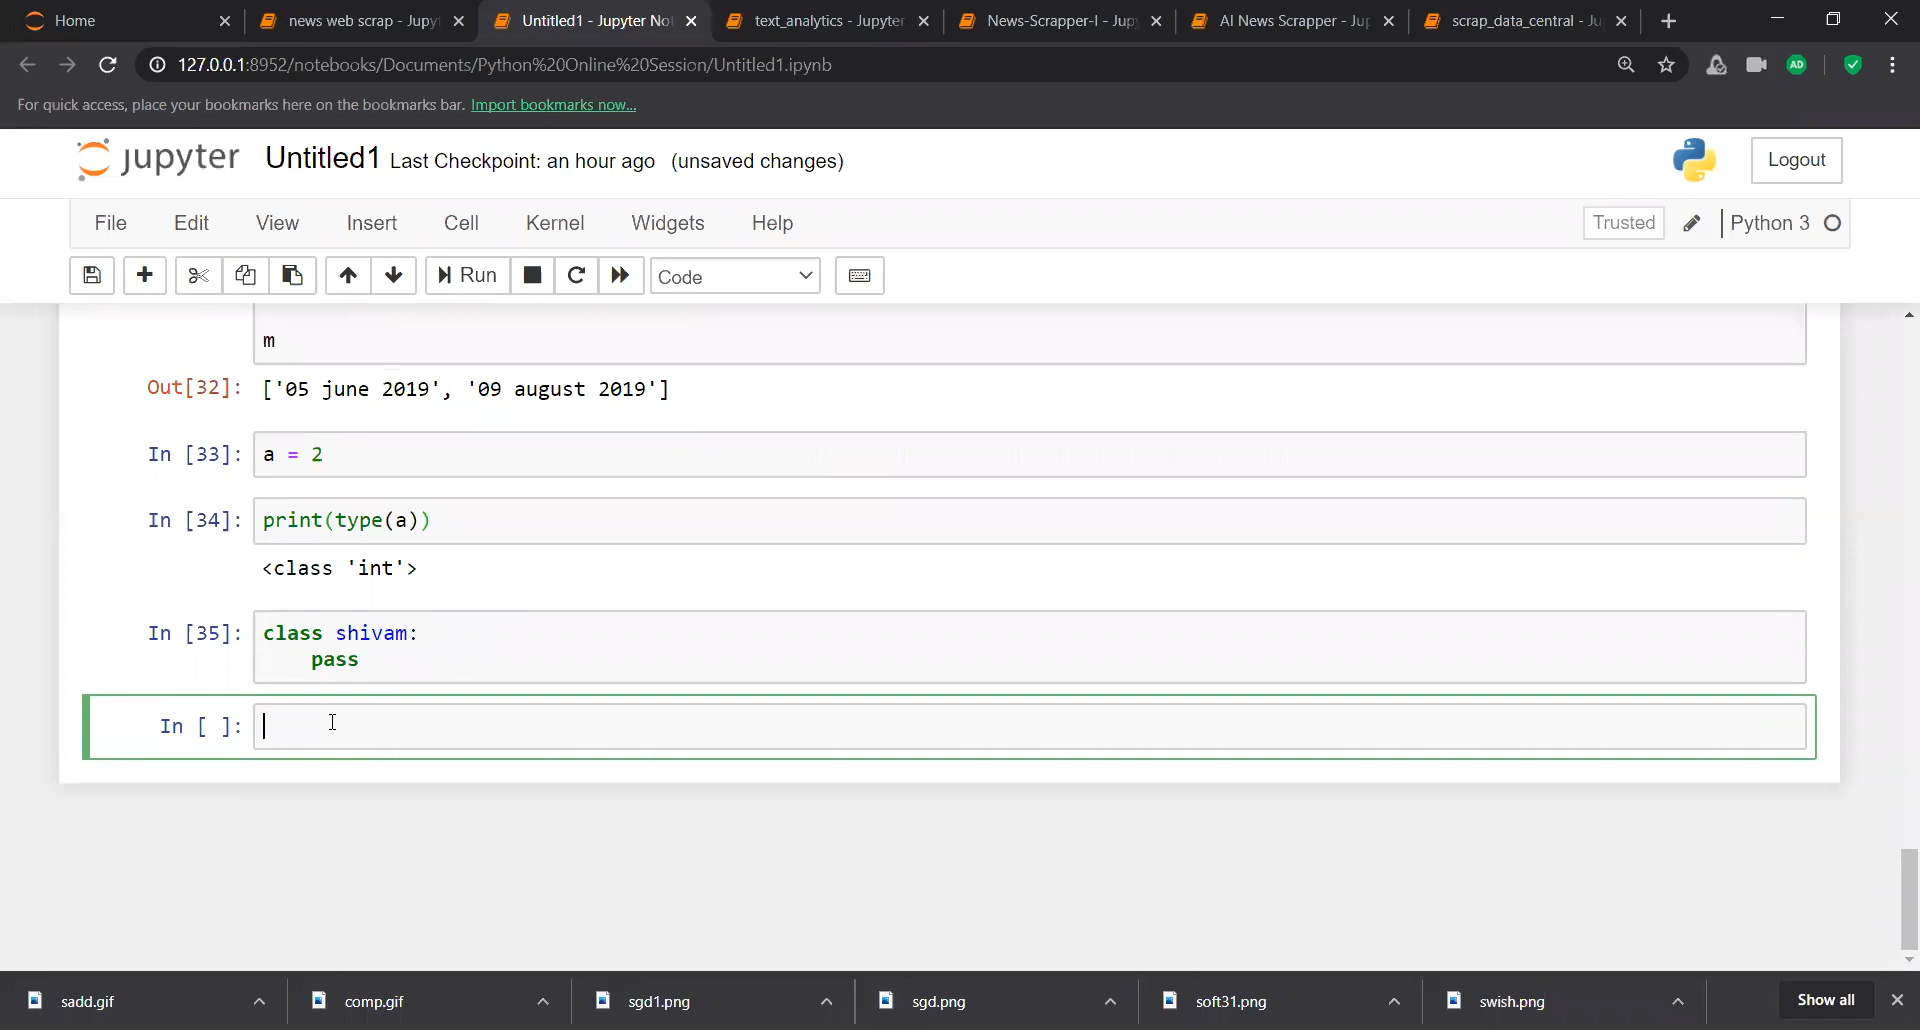 Home
news web scrap - Jupyt
Untitled1 - Jupyter No
text_analytics - Jupyter
News-Scrapper-I - Jup
AI News Scrapper - Ju
scrap_data_central - Ju
127.0.0.1:8952/notebooks/Documents/Python%20Online%20Session/Untitled1.ipynb
AD
For quick access, place your bookmarks here on the bookmarks bar. Import bookmarks now...
jupyter Untitled1 Last Checkpoint: an hour ago (unsaved changes)
Logout
File Edit View Insert Cell Kernel Widgets Help
Trusted
Python 3
Run
Code
m
Out[32]: ['05 june 2019', '09 august 2019']
In [33]: a = 2
In [34]: print(type(a))
<class 'int'>
In [35]: class shivam:
pass
In [ ]:
sadd.gif
comp.gif
sgd1.png
sgd.png
soft31.png
swish.png
Show all